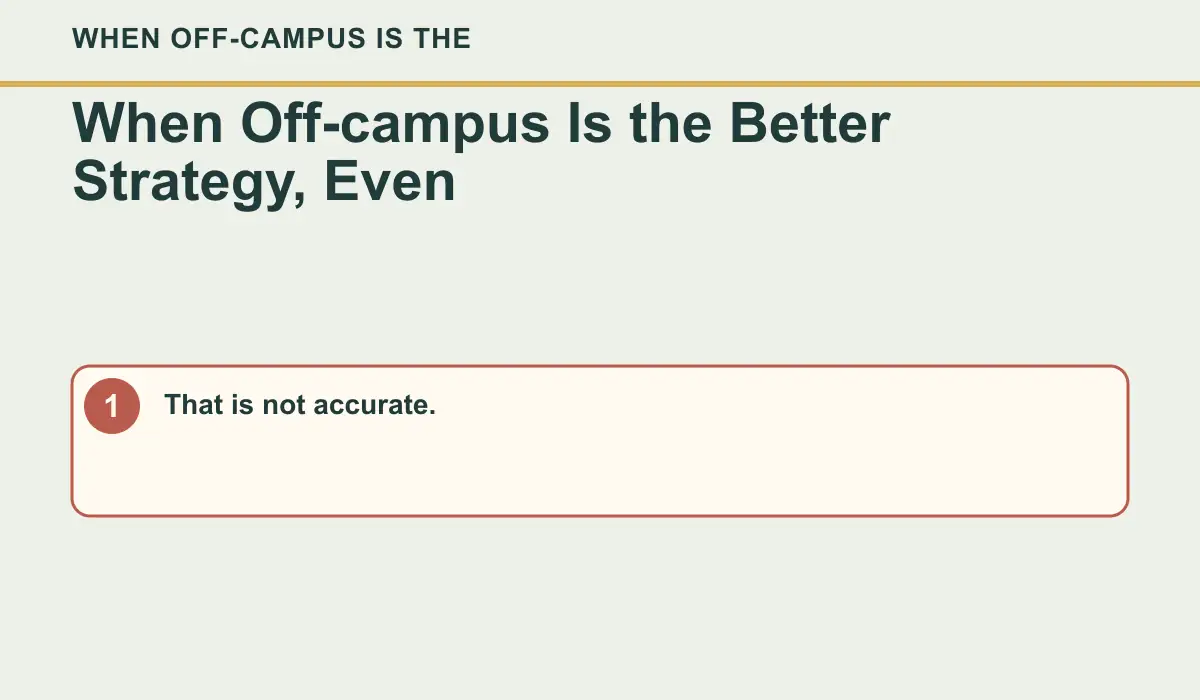 WHEN OFF-CAMPUS IS THE
When Off-campus Is the Better
Strategy, Even
1 That is not accurate.